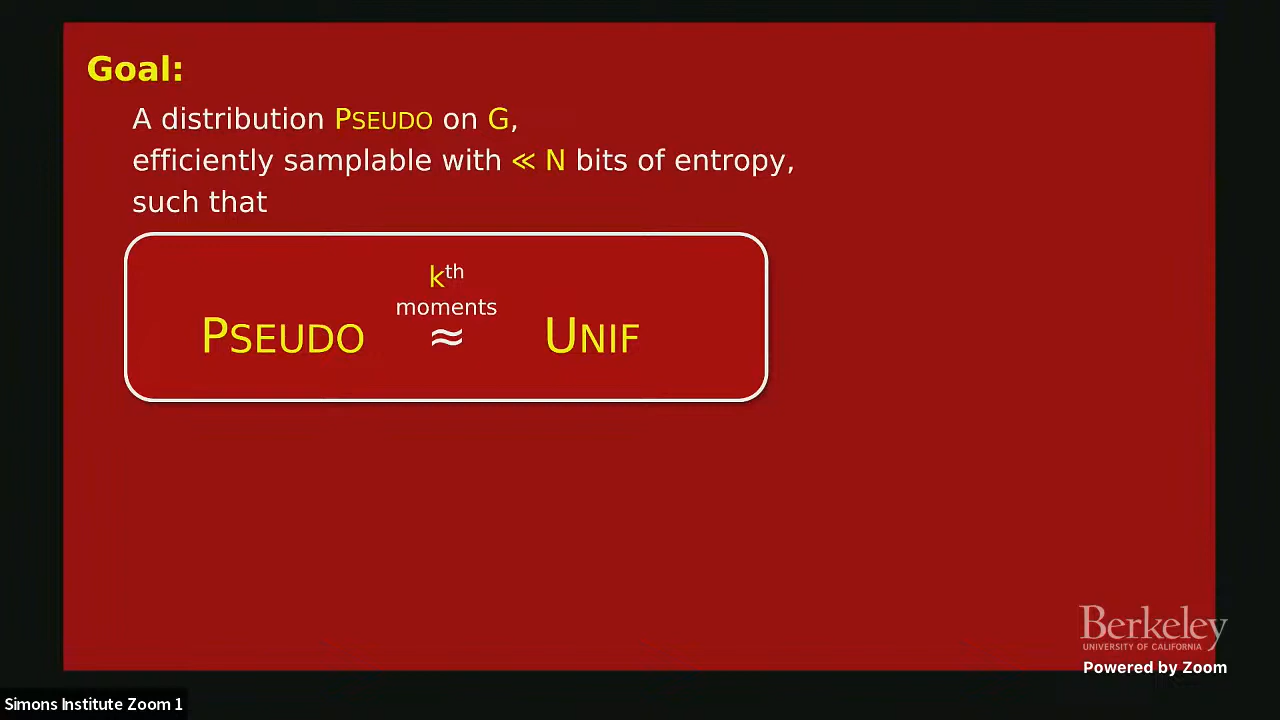 Goal:
A distribution PSEUDO on G,
efficiently samplable with ≪ N bits of entropy,
such that
kth
moments
PSEUDO ≈ UNIF
Berkeley
UNIVERSITY OF CALIFORNIA
Powered by Zoom
Simons Institute Zoom 1